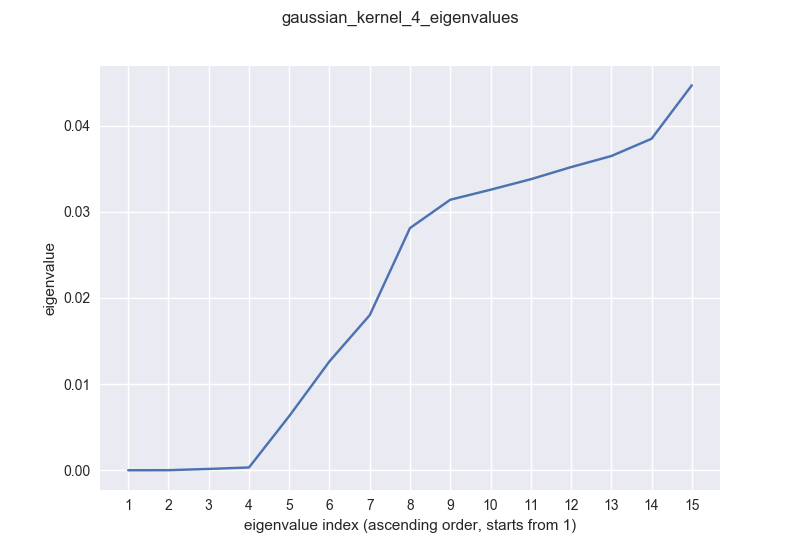 gaussian_kernel_4_eigenvalues
0.04
0.03
0.02
0.01
0.00
eigenvalue
1 2 3 4 5 6 7 8 9 10 11 12 13 14 15
eigenvalue index (ascending order, starts from 1)